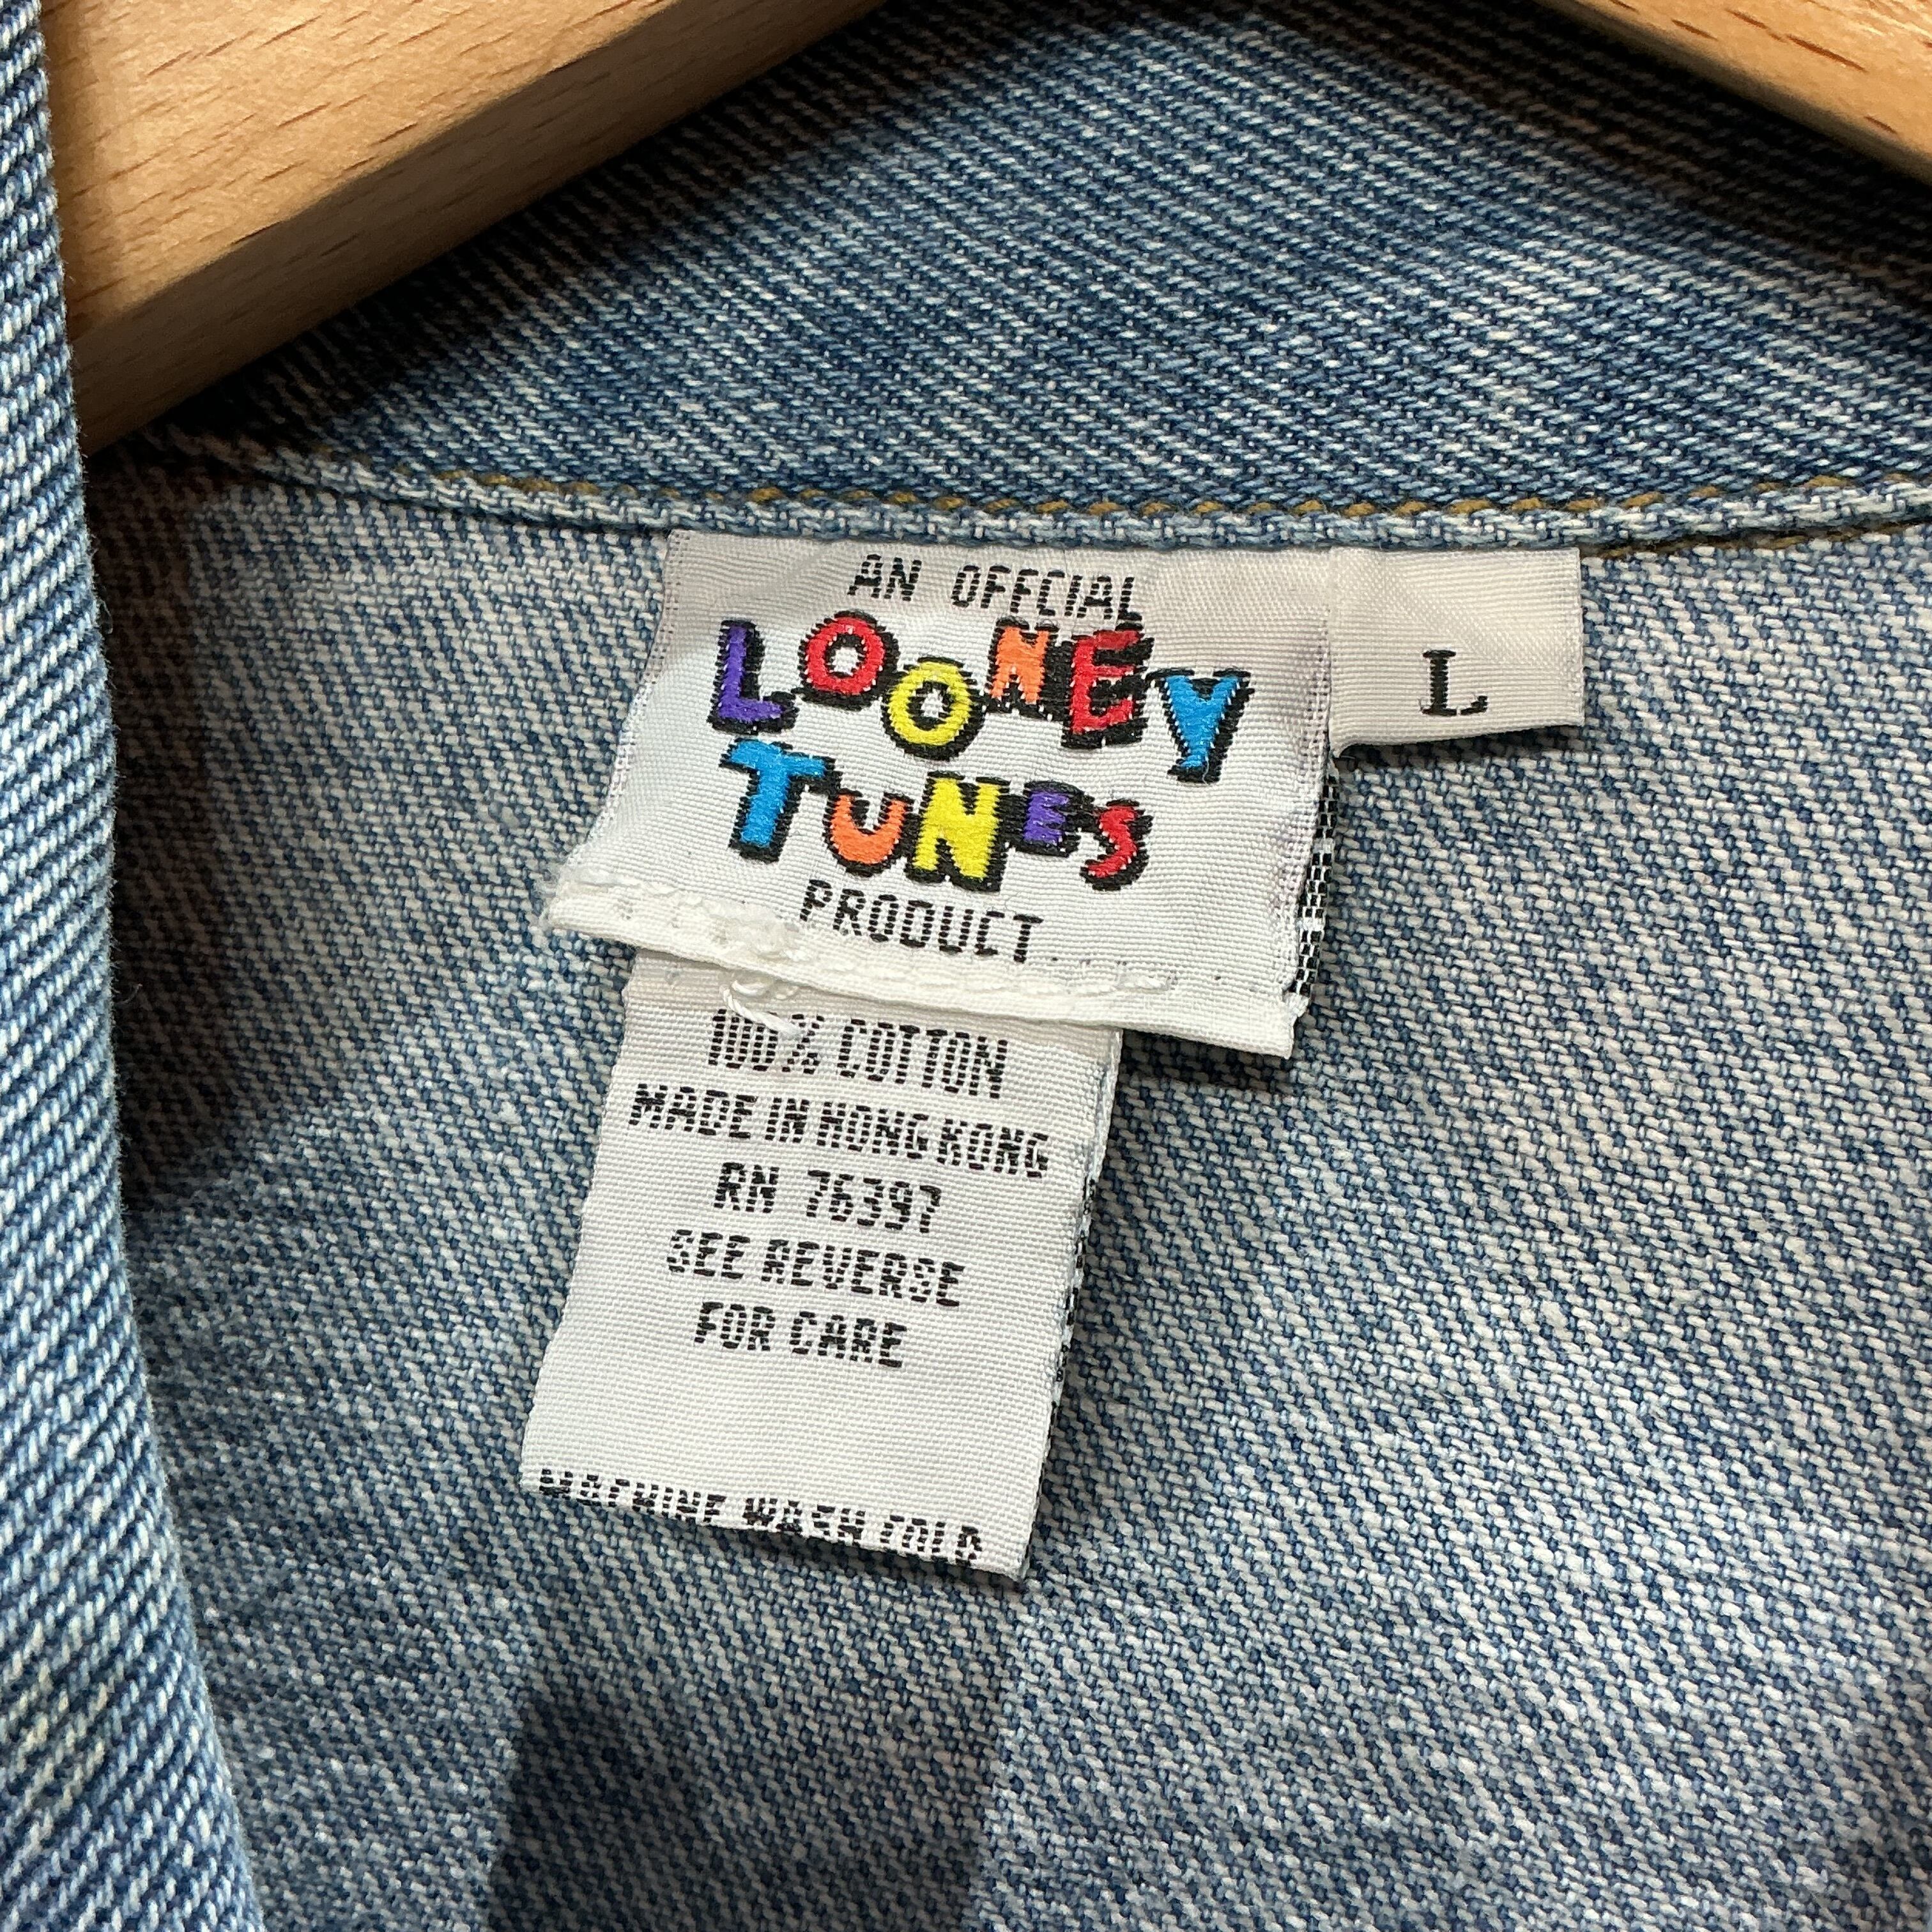 AN OFFCIAL
LOONEY
TUNES
PRODUCT
L
100% COTTON
MADE IN HONG KONG
RN 76397
SEE REVERSE
FOR CARE
MACHINE WASH COLD